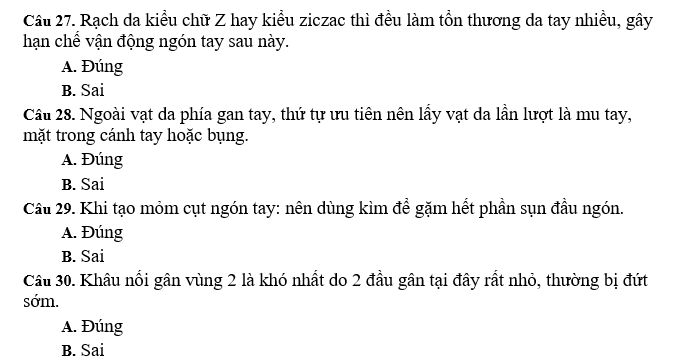 Câu 27. Rạch da kiểu chữ Z hay kiểu ziczac thì đều làm tổn thương da tay nhiều, gây
hạn chế vận động ngón tay sau này.
A. Đúng
B. Sai
Câu 28. Ngoài vạt da phía gan tay, thứ tự ưu tiên nên lấy vạt da lần lượt là mu tay,
mặt trong cánh tay hoặc bụng.
A. Đúng
B. Sai
Câu 29. Khi tạo mỏm cụt ngón tay: nên dùng kìm để gặm hết phần sụn đầu ngón.
A. Đúng
B. Sai
Câu 30. Khâu nối gân vùng 2 là khó nhất do 2 đầu gân tại đây rất nhỏ, thường bị đứt
sớm.
A. Đúng
B. Sai